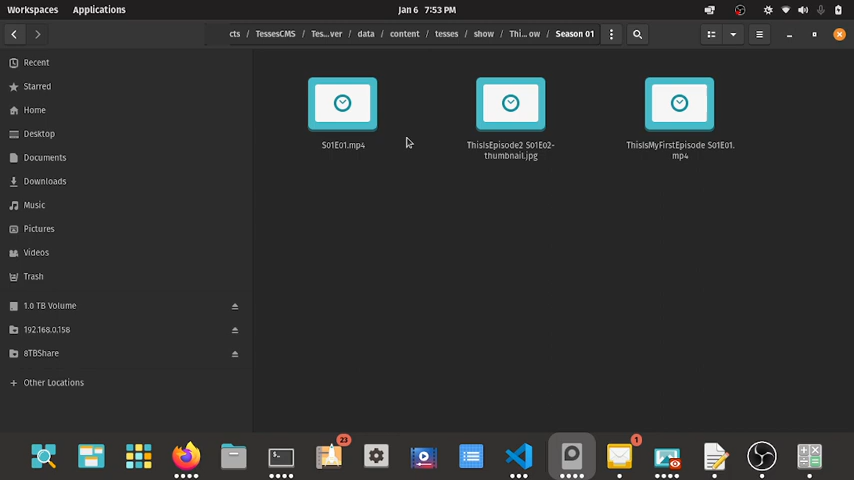 Workspaces Applications Jan 6 7:53 PM
cts / TessesCMS / Tes...ver / data / content / tesses / show / Thi...ow / Season 01
Recent
Starred
Home
Desktop
Documents
Downloads
Music
Pictures
Videos
Trash
1.0 TB Volume
192.168.0.158
8TBShare
Other Locations
S01E01.mp4
ThisIsEpisode2 S01E02-
thumbnail.jpg
ThisIsMyFirstEpisode S01E01.
mp4
23
1